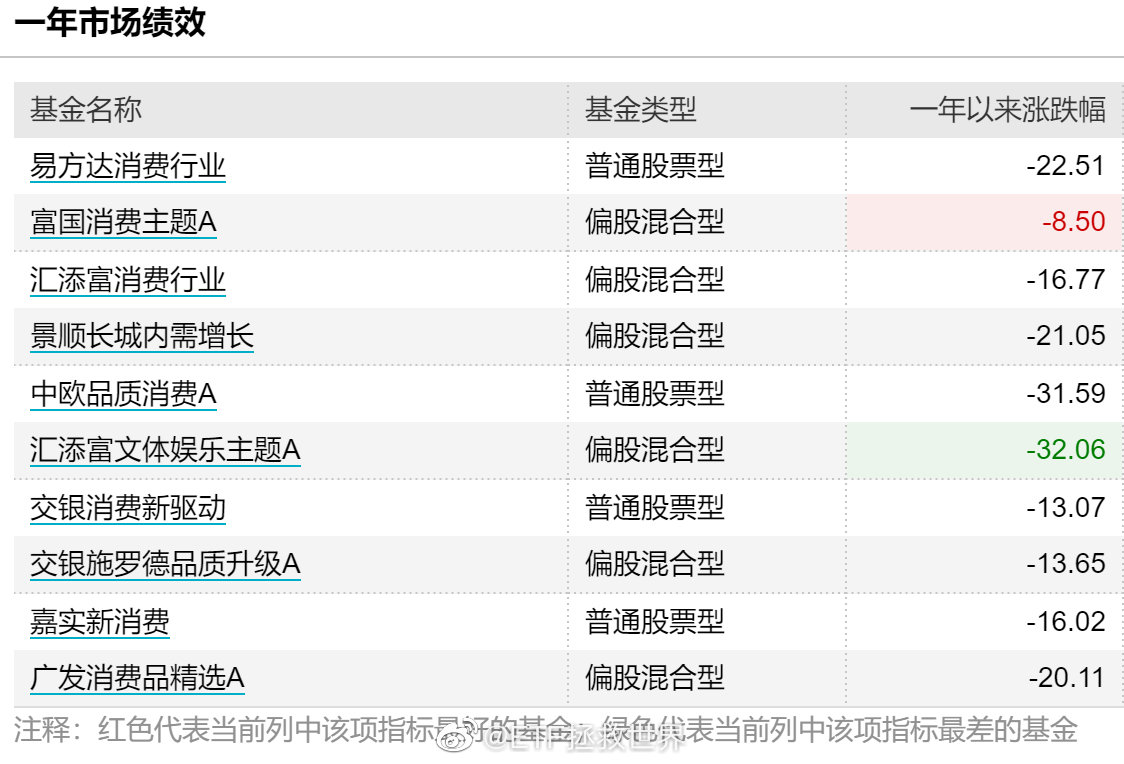 一年市场绩效
基金名称 基金类型 一年以来涨跌幅
易方达消费行业 普通股票型 -22.51
富国消费主题A 偏股混合型 -8.50
汇添富消费行业 偏股混合型 -16.77
景顺长城内需增长 偏股混合型 -21.05
中欧品质消费A 普通股票型 -31.59
汇添富文体娱乐主题A 偏股混合型 -32.06
交银消费新驱动 普通股票型 -13.07
交银施罗德品质升级A 偏股混合型 -13.65
嘉实新消费 普通股票型 -16.02
广发消费品精选A 偏股混合型 -20.11
注释：红色代表当前列中该项指标最好的基金；绿色代表当前列中该项指标最差的基金
@ETF拯救世界